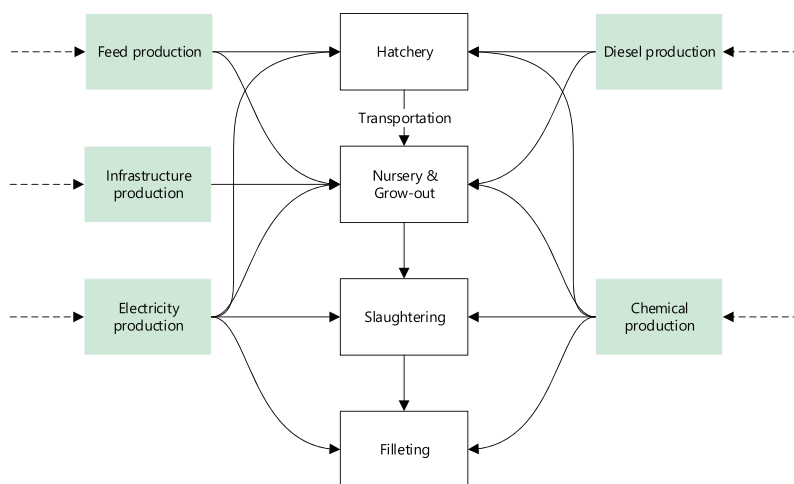 Feed production
Hatchery
Diesel production
Transportation
Infrastructure
production
Nursery &
Grow-out
Electricity
production
Slaughtering
Chemical
production
Filleting